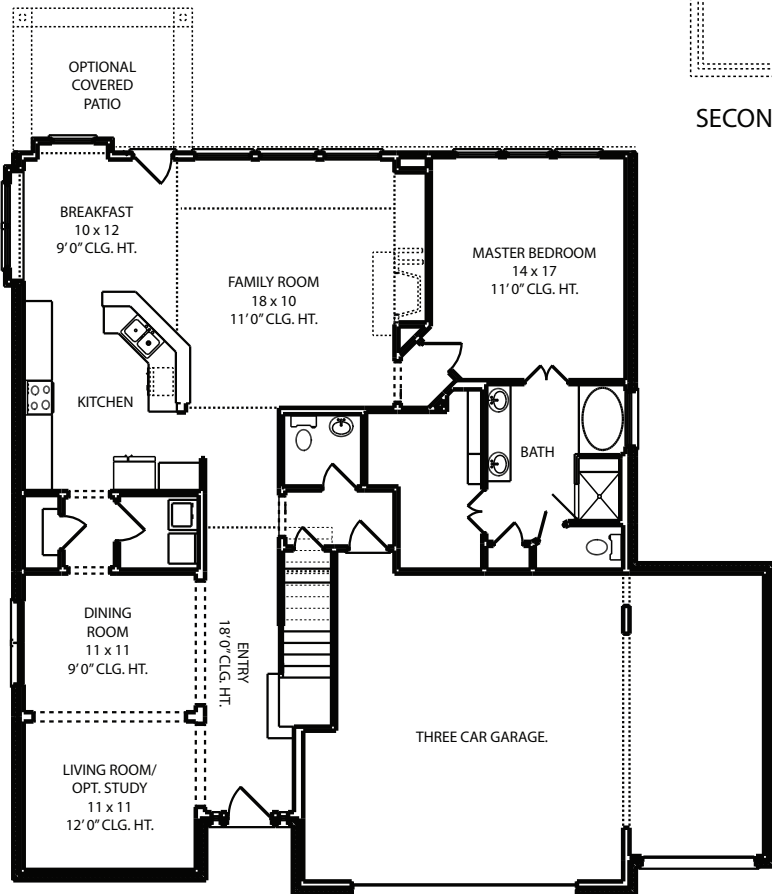 OPTIONAL
COVERED
PATIO
SECON
BREAKFAST
10 x 12
9'0" CLG. HT.
FAMILY ROOM
18 x 10
11'0" CLG. HT.
MASTER BEDROOM
14 x 17
11'0" CLG. HT.
KITCHEN
BATH
DINING
ROOM
11 x 11
9'0" CLG. HT.
ENTRY
18'0" CLG. HT.
THREE CAR GARAGE.
LIVING ROOM/
OPT. STUDY
11 x 11
12'0" CLG. HT.